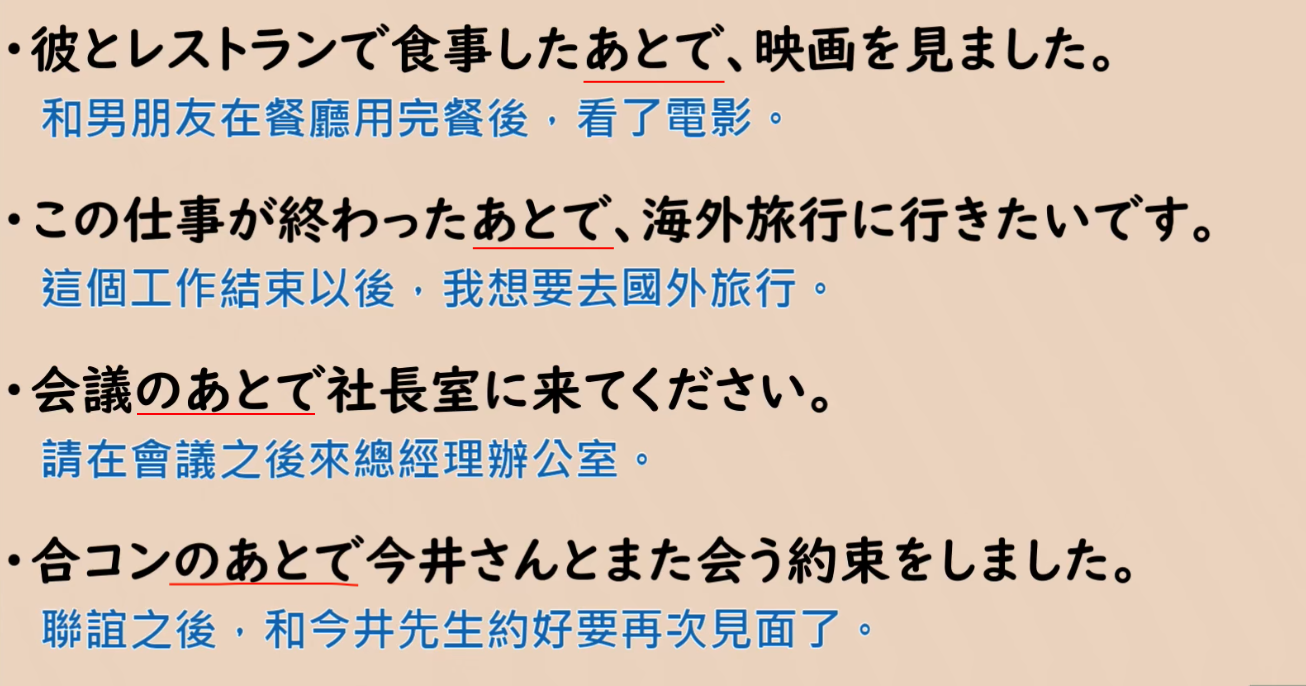 ・彼とレストランで食事したあとで、映画を見ました。
和男朋友在餐廳用完餐後，看了電影。
・この仕事が終わったあとで、海外旅行に行きたいです。
這個工作結束以後，我想要去國外旅行。
・会議のあとで社長室に来てください。
請在會議之後來總經理辦公室。
・合コンのあとで今井さんとまた会う約束をしました。
聯誼之後，和今井先生約好要再次見面了。